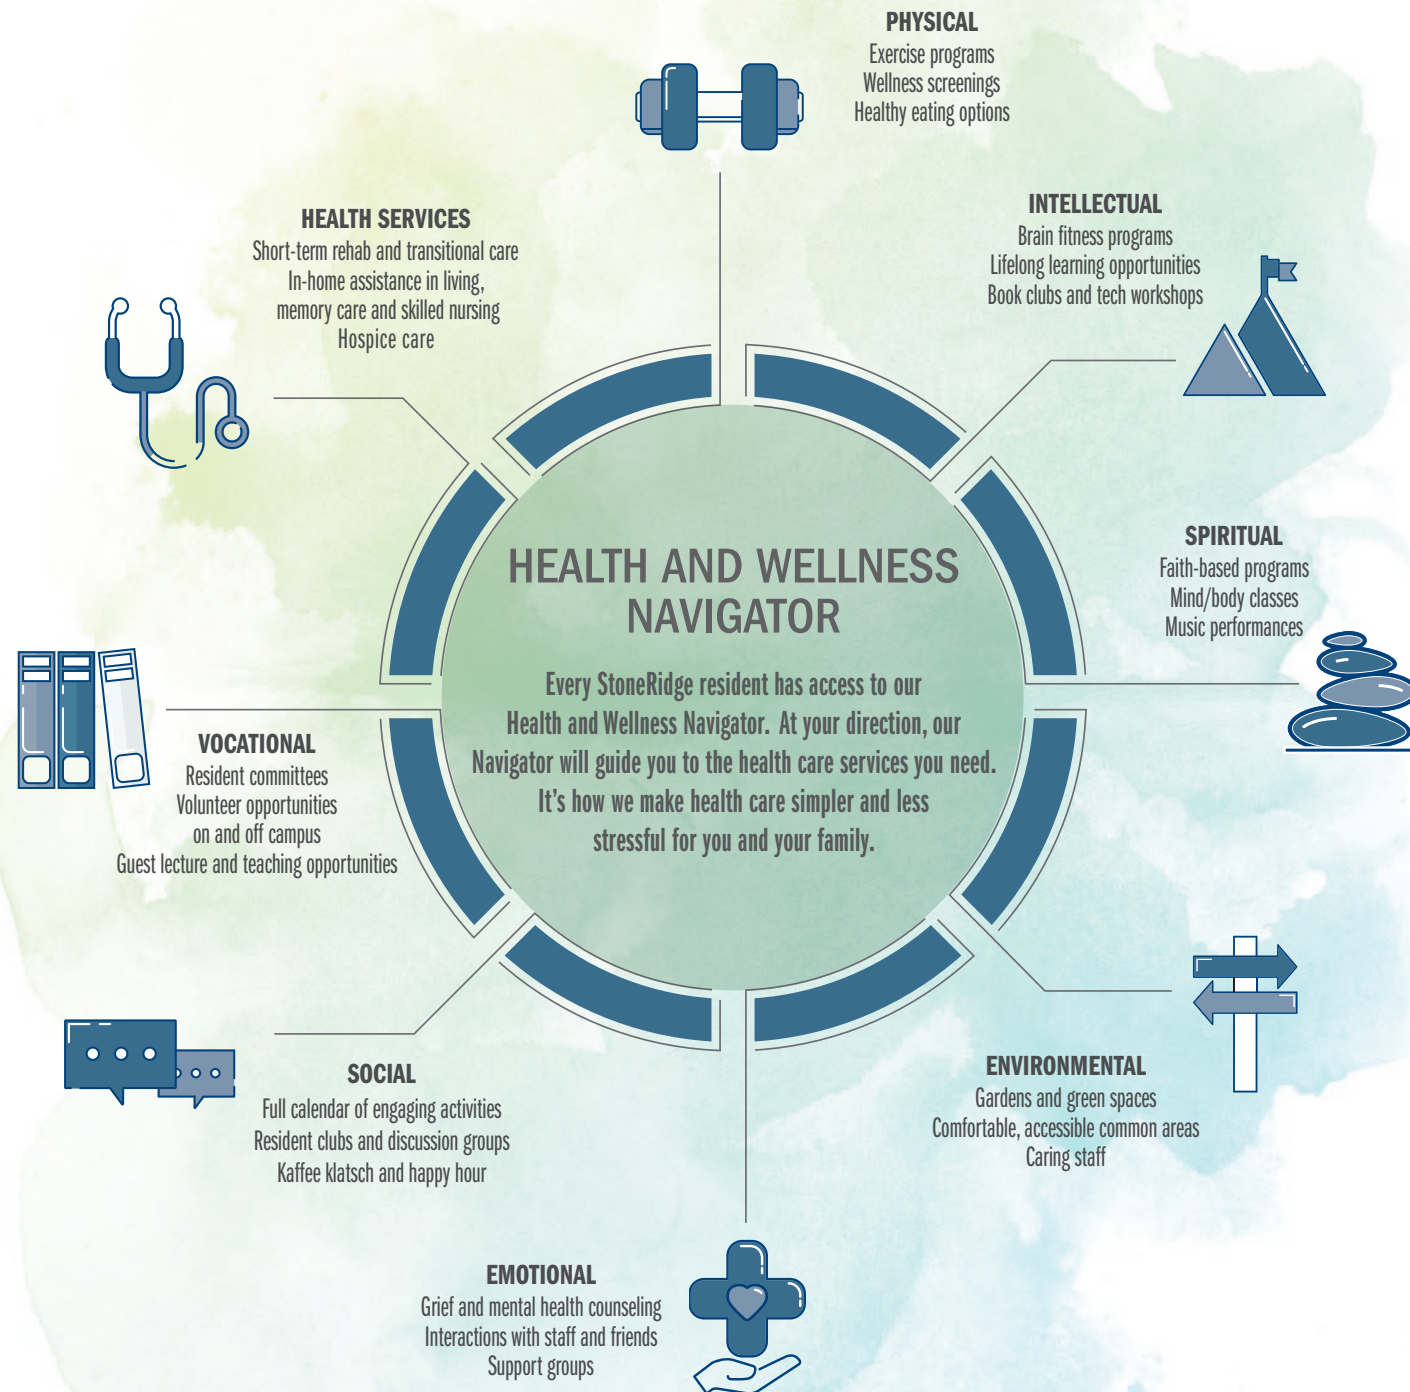 PHYSICAL
Exercise programs
Wellness screenings
Healthy eating options
INTELLECTUAL
Brain fitness programs
Lifelong learning opportunities
Book clubs and tech workshops
HEALTH SERVICES
Short-term rehab and transitional care
In-home assistance in living,
memory care and skilled nursing
Hospice care
SPIRITUAL
Faith-based programs
Mind/body classes
Music performances
HEALTH AND WELLNESS
NAVIGATOR
Every StoneRidge resident has access to our
Health and Wellness Navigator. At your direction, our
Navigator will guide you to the health care services you need.
It's how we make health care simpler and less
stressful for you and your family.
VOCATIONAL
Resident committees
Volunteer opportunities
on and off campus
Guest lecture and teaching opportunities
ENVIRONMENTAL
Gardens and green spaces
Comfortable, accessible common areas
Caring staff
SOCIAL
Full calendar of engaging activities
Resident clubs and discussion groups
Kaffee klatsch and happy hour
EMOTIONAL
Grief and mental health counseling
Interactions with staff and friends
Support groups